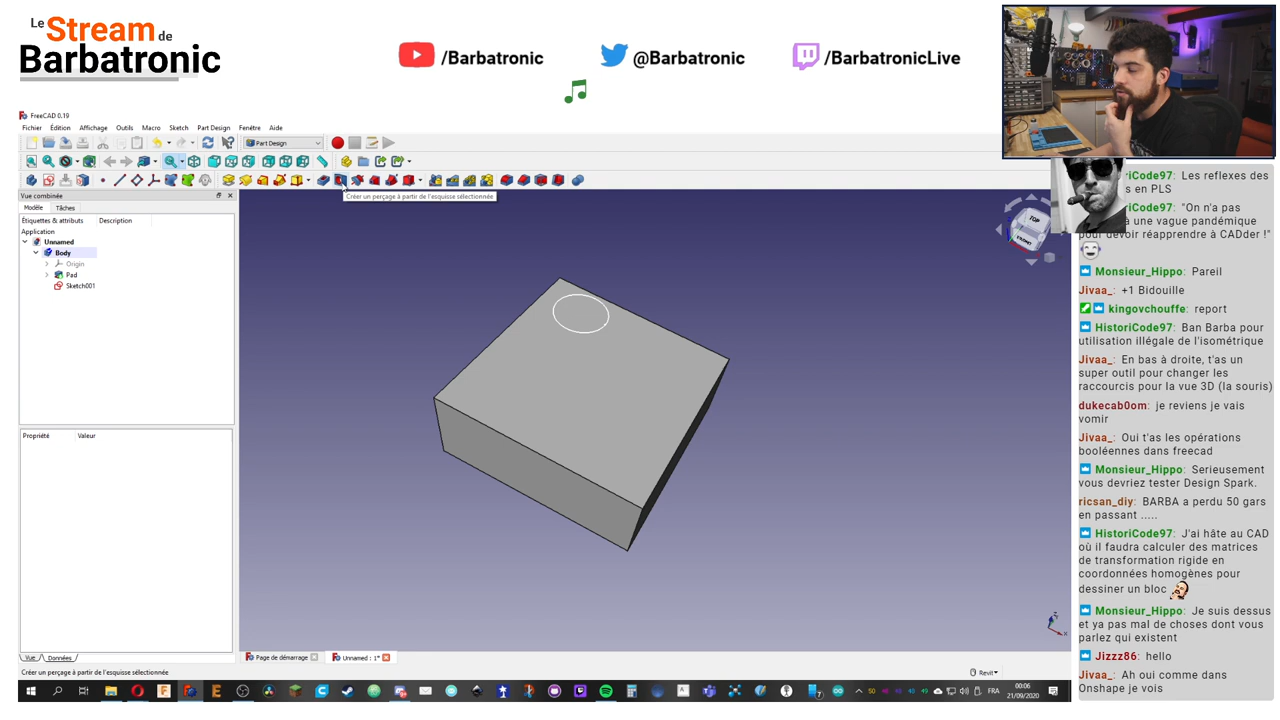 Le
Stream de
Barbatronic
/Barbatronic
@Barbatronic
/BarbatronicLive
FreeCAD 0.19
Fichier Édition Affichage Outils Macro Sketch Part Design Fenêtre Aide
Part Design
Créer un perçage à partir de l'esquisse sélectionnée
Vue combinée
Modèle Tâches
Étiquettes & attributs Description
Application
Unnamed
Body
Origin
Pad
Sketch001
Propriété Valeur
Vue Données
TOP
FRONT
Page de démarrage
Unnamed : 1*
Créer un perçage à partir de l'esquisse sélectionnée
Revit
FRA
00:06
21/09/2020
riCode97: Les reflexes des
s en PLS
riCode97: "On n'a pas
à une vague pandémique
pour devoir réapprendre à CADder !"
Monsieur_Hippo: Pareil
Jivaa_: +1 Bidouille
kingovchouffe: report
HistoriCode97: Ban Barba pour
utilisation illégale de l'isométrique
Jivaa_: En bas à droite, t'as un
super outil pour changer les
raccourcis pour la vue 3D (la souris)
dukecab0om: je reviens je vais
vomir
Jivaa_: Oui t'as les opérations
booléennes dans freecad
Monsieur_Hippo: Serieusement
vous devriez tester Design Spark.
ricsan_diy: BARBA a perdu 50 gars
en passant .....
HistoriCode97: J'ai hâte au CAD
où il faudra calculer des matrices
de transformation rigide en
coordonnées homogènes pour
dessiner un bloc
Monsieur_Hippo: Je suis dessus
et ya pas mal de choses dont vous
parlez qui existent
Jizzz86: hello
Jivaa_: Ah oui comme dans
Onshape je vois